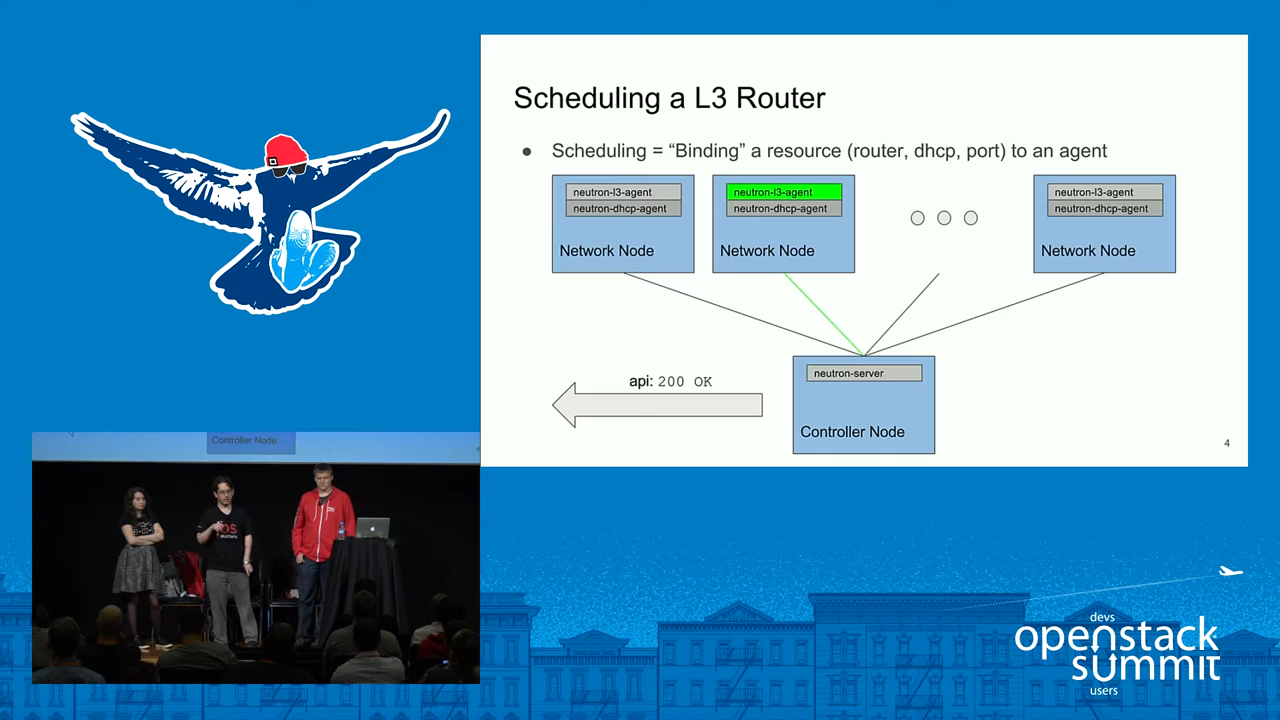 Scheduling a L3 Router
● Scheduling = “Binding” a resource (router, dhcp, port) to an agent
neutron-l3-agent
neutron-dhcp-agent
Network Node
neutron-l3-agent
neutron-dhcp-agent
Network Node
neutron-l3-agent
neutron-dhcp-agent
Network Node
api: 200 OK
neutron-server
Controller Node
4
Controller Node
OS
Matters
devs
openstack
summit
users